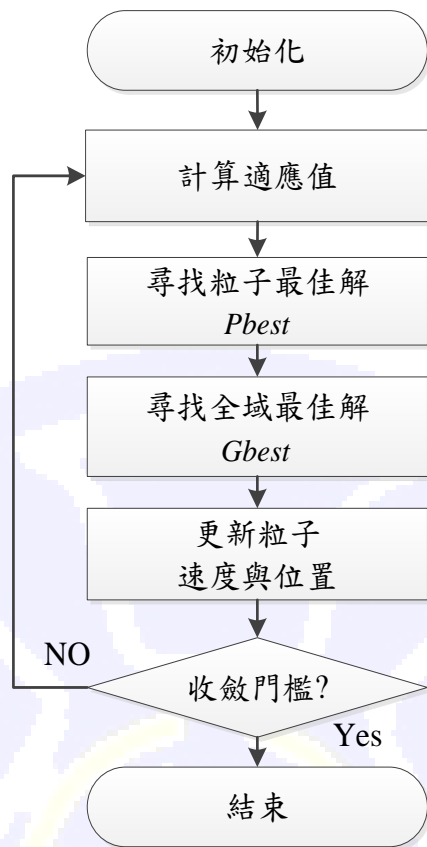 初始化
計算適應值
尋找粒子最佳解
Pbest
尋找全域最佳解
Gbest
更新粒子
速度與位置
NO
收斂門檻?
Yes
結束